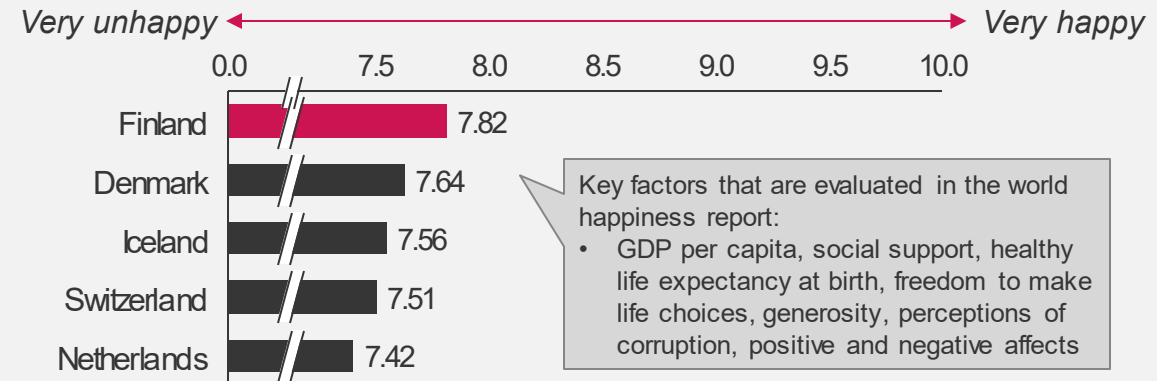 Very unhappy Very happy
0.0 7.5 8.0 8.5 9.0 9.5 10.0
Finland 7.82
Denmark 7.64
Iceland 7.56
Switzerland 7.51
Netherlands 7.42
Key factors that are evaluated in the world
happiness report:
• GDP per capita, social support, healthy
life expectancy at birth, freedom to make
life choices, generosity, perceptions of
corruption, positive and negative affects